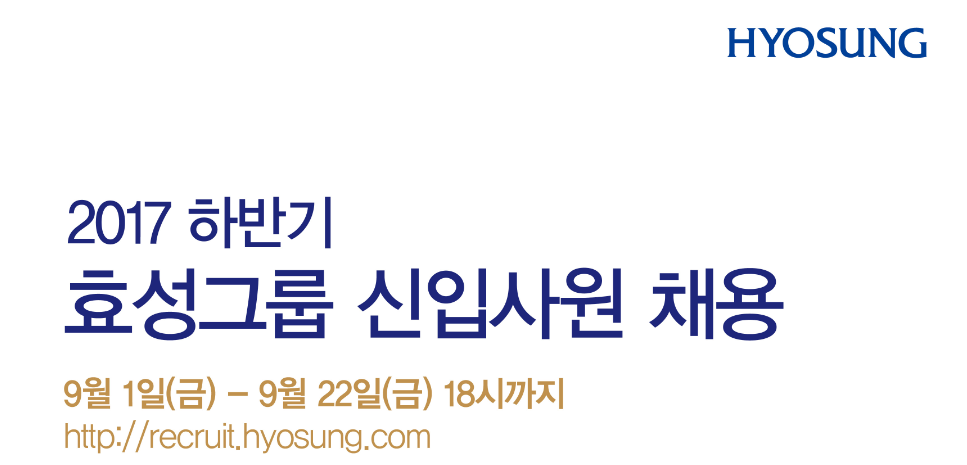 HYOSUNG
2017 하반기
효성그룹 신입사원 채용
9월 1일(금) - 9월 22일(금) 18시까지
http://recruit.hyosung.com